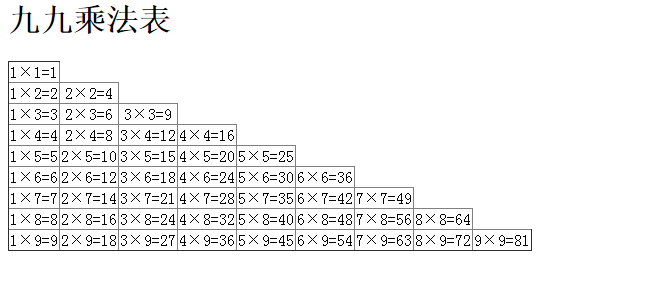 九九乘法表
1×1=1
1×2=2 2×2=4
1×3=3 2×3=6 3×3=9
1×4=4 2×4=8 3×4=12 4×4=16
1×5=5 2×5=10 3×5=15 4×5=20 5×5=25
1×6=6 2×6=12 3×6=18 4×6=24 5×6=30 6×6=36
1×7=7 2×7=14 3×7=21 4×7=28 5×7=35 6×7=42 7×7=49
1×8=8 2×8=16 3×8=24 4×8=32 5×8=40 6×8=48 7×8=56 8×8=64
1×9=9 2×9=18 3×9=27 4×9=36 5×9=45 6×9=54 7×9=63 8×9=72 9×9=81